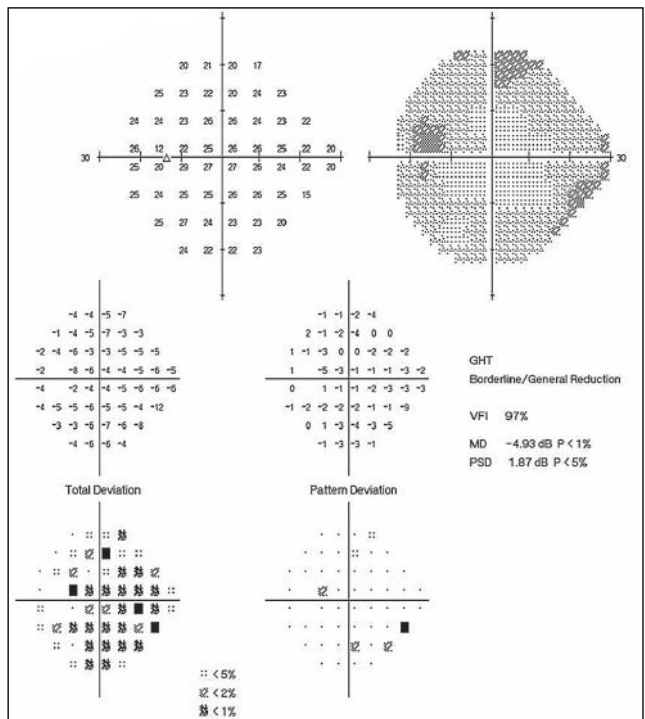 20 21 20 17
25 23 22 20 24 23
24 24 23 22 26 24 23 22
26 12 22 25 26 25 25 22 20
30
30
25 20 29 27 27 26 24 22 20
25 24 25 25 26 26 25 15
25 27 24 23 23 20
24 22 22 23
-4 -4 -5 -7
-1 -4 -5 -7 -3 -3
-2 -4 -6 -3 -3 -5 -5 -5
-2 -8 -6 -4 -4 -4 -6 -5
-4 -2 -4 -4 -5 -6 -6 -6
-4 -5 -5 -6 -5 -5 -4 -12
-3 -3 -6 -7 -6 -8
-4 -6 -6 -4
Total Deviation
-1 -1 -2 -4
2 -1 -2 -4 0 0
1 -1 -3 0 0 -2 -2 -2
1 -5 -3 -1 -1 -1 -3 -2
0 1 -1 -1 -2 -3 -3 -3
-1 -2 -2 -2 -2 -1 -1 -9
0 1 -3 -4 -3 -5
-1 -3 -3 -1
Pattern Deviation
GHT
Borderline/General Reduction
VFI 97%
MD -4.93 dB P < 1%
PSD 1.87 dB P < 5%
< 5%
< 2%
< 1%